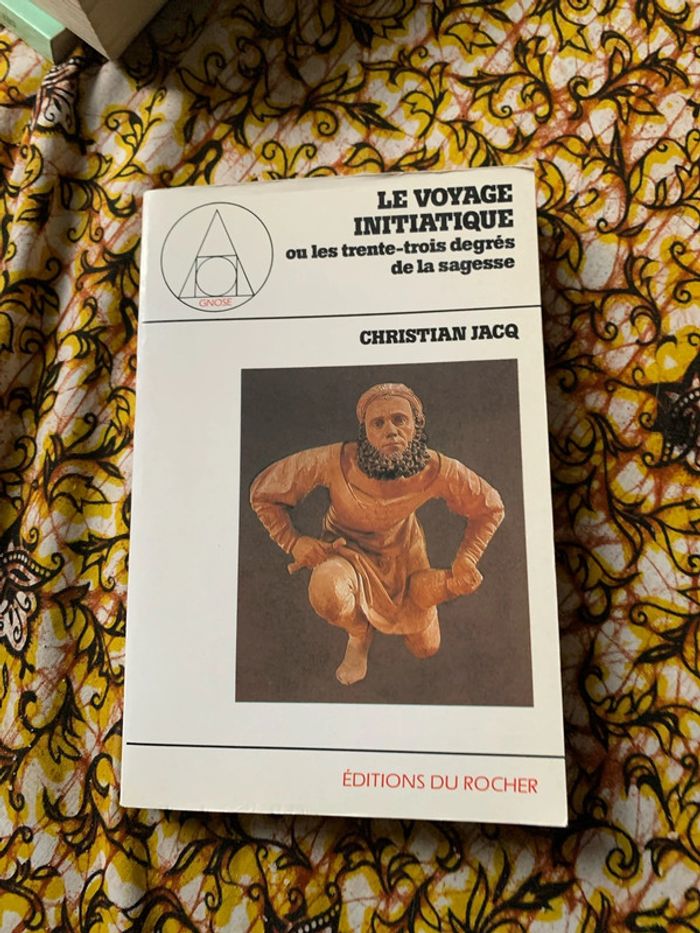 LE VOYAGE
INITIATIQUE
ou les trente-trois degrés
de la sagesse
GNOSE
CHRISTIAN JACQ
ÉDITIONS DU ROCHER